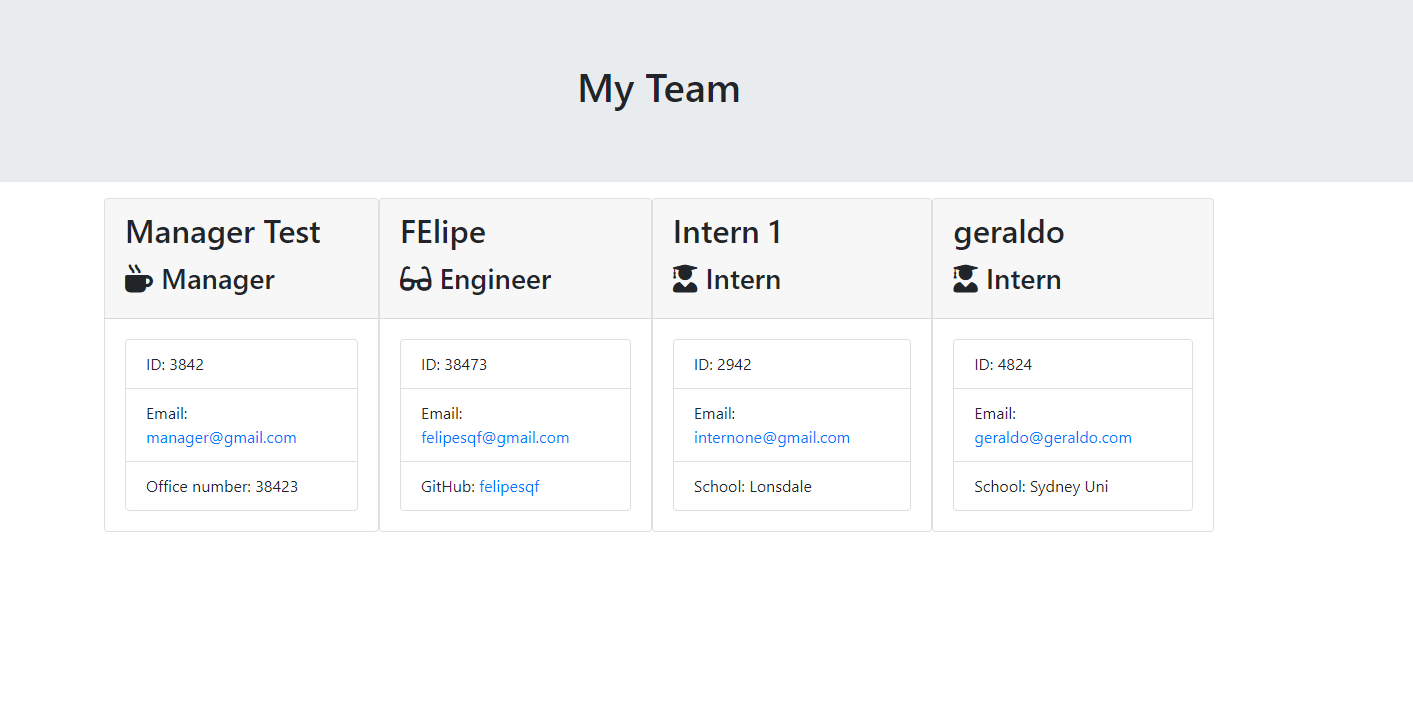 My Team
Manager Test
Manager
ID: 3842
Email:
manager@gmail.com
Office number: 38423
FElipe
Engineer
ID: 38473
Email:
felipesqf@gmail.com
GitHub: felipesqf
Intern 1
Intern
ID: 2942
Email:
internone@gmail.com
School: Lonsdale
geraldo
Intern
ID: 4824
Email:
geraldo@geraldo.com
School: Sydney Uni